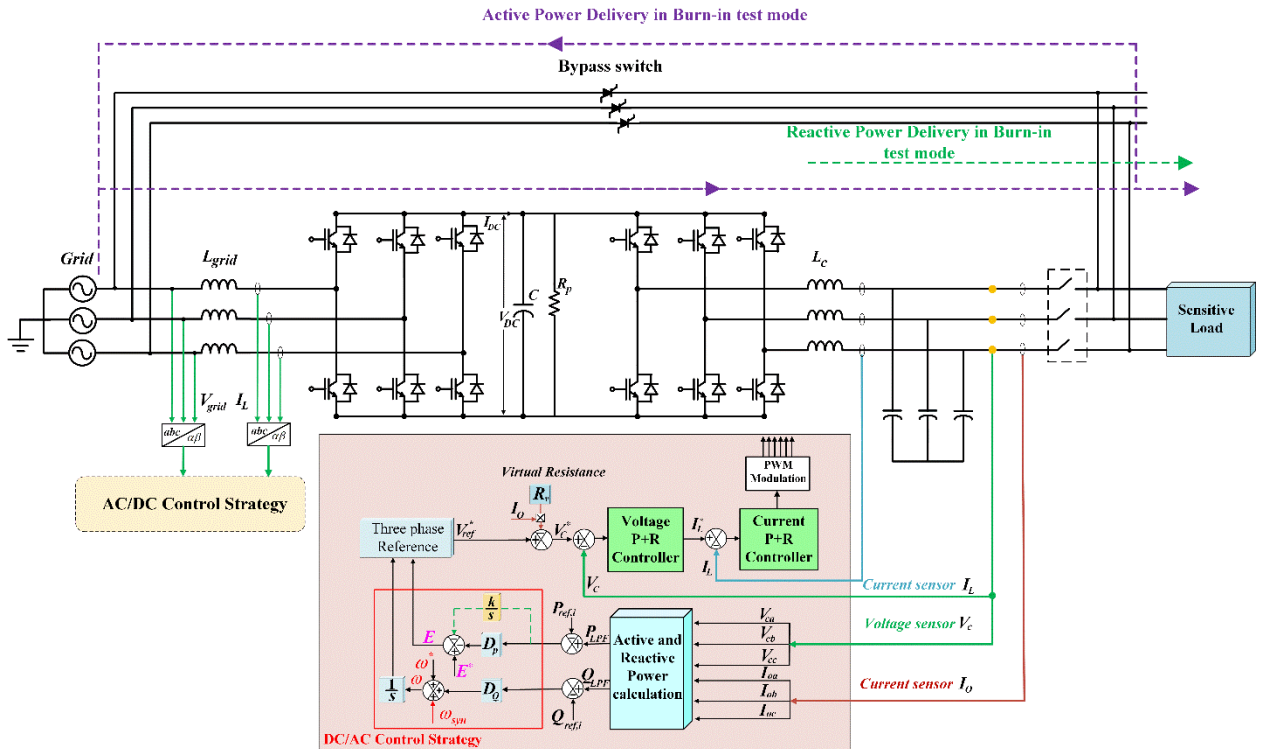 Active Power Delivery in Burn-in test mode
Bypass switch
Reactive Power Delivery in Burn-in
test mode
Grid
L_grid
I_DC
V_DC
C
R_p
L_c
Sensitive
Load
V_grid
I_L
abc
αβ
abc
αβ
AC/DC Control Strategy
PWM
Modulation
Virtual Resistance
R_v
I_O
Three phase
Reference
V*_ref
V_C*
Voltage
P+R
Controller
I_L*
Current
P+R
Controller
V_C
I_L
Current sensor I_L
Voltage sensor V_c
Current sensor I_O
k
s
P_ref,i
E
D_p
P_LPF
E*
ω*
ω
1
s
D_Q
Q_LPF
Q_ref,i
ω_syn
Active and
Reactive
Power
calculation
V_ca
V_cb
V_cc
I_oa
I_ob
I_oc
DC/AC Control Strategy